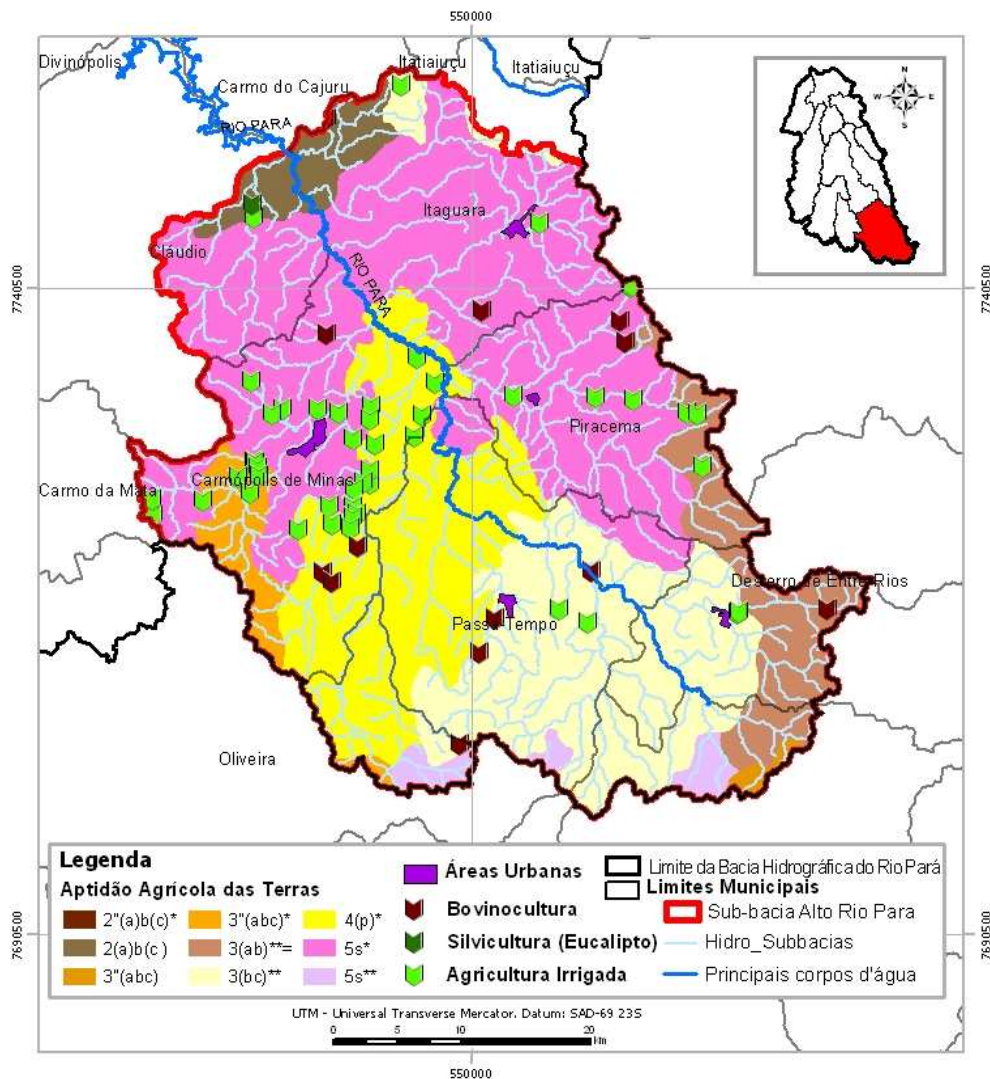 550000
Divinópolis
Itatiaiuçu
Itatiaiuçu
Carmo do Cajuru
RIO PARA
N
W
E
S
Itaguara
Cláudio
RIO PARA
7740500
7740500
Piracema
Carmópolis de Minas
Carmo da Mata
Desterro de Entre Rios
Passa Tempo
Oliveira
Legenda
Aptidão Agrícola das Terras
2"(a)b(c)*
3"(abc)*
4(p)*
2(a)b(c)
3(ab)**=
5s*
3"(abc)
3(bc)**
5s**
Áreas Urbanas
Bovinocultura
Silvicultura (Eucalipto)
Agricultura Irrigada
Limite da Bacia Hidrográfica do Rio Pará
Limites Municipais
Sub-bacia Alto Rio Para
Hidro_Subbacias
Principais corpos d'água
7690500
7690500
UTM - Universal Transverse Mercator. Datum: SAD-69 23S
0 5 10 20
km
550000